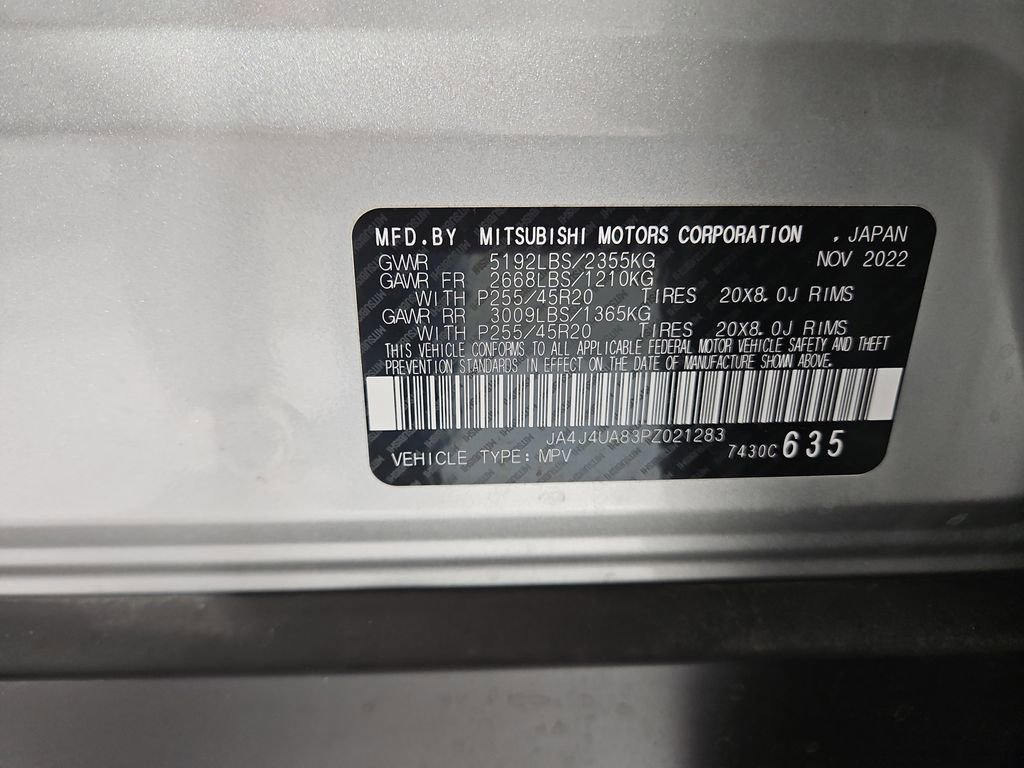 MFD.BY MITSUBISHI MOTORS CORPORATION , JAPAN
GVWR 5192LBS/2355KG NOV 2022
GAWR FR 2668LBS/1210KG
WITH P255/45R20 TIRES 20X8.0J RIMS
GAWR RR 3009LBS/1365KG
WITH P255/45R20 TIRES 20X8.0J RIMS
THIS VEHICLE CONFORMS TO ALL APPLICABLE FEDERAL MOTOR VEHICLE SAFETY AND THEFT
PREVENTION STANDARDS IN EFFECT ON THE DATE OF MANUFACTURE SHOWN ABOVE.
JA4J4UA83PZ021283
VEHICLE TYPE: MPV 7430C 635